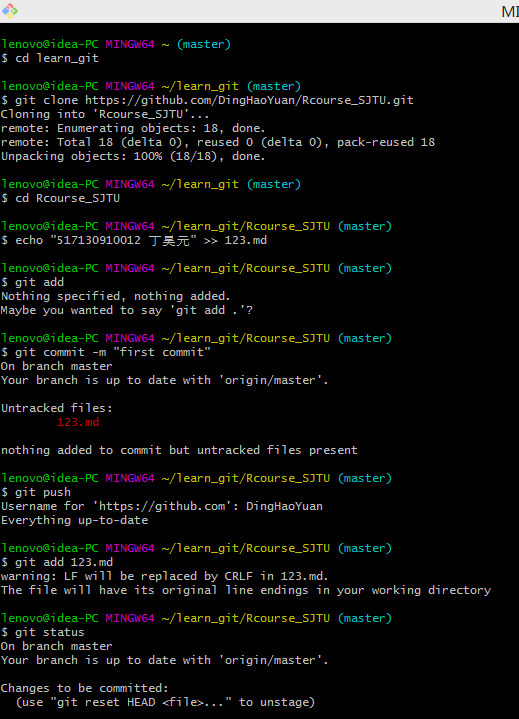 MI
lenovo@idea-PC MINGW64 ~ (master)
$ cd learn_git
lenovo@idea-PC MINGW64 ~/learn_git (master)
$ git clone https://github.com/DingHaoYuan/Rcourse_SJTU.git
Cloning into 'Rcourse_SJTU'...
remote: Enumerating objects: 18, done.
remote: Total 18 (delta 0), reused 0 (delta 0), pack-reused 18
Unpacking objects: 100% (18/18), done.
lenovo@idea-PC MINGW64 ~/learn_git (master)
$ cd Rcourse_SJTU
lenovo@idea-PC MINGW64 ~/learn_git/Rcourse_SJTU (master)
$ echo "517130910012 丁昊元" >> 123.md
lenovo@idea-PC MINGW64 ~/learn_git/Rcourse_SJTU (master)
$ git add
Nothing specified, nothing added.
Maybe you wanted to say 'git add .'?
lenovo@idea-PC MINGW64 ~/learn_git/Rcourse_SJTU (master)
$ git commit -m "first commit"
On branch master
Your branch is up to date with 'origin/master'.
Untracked files:
123.md
nothing added to commit but untracked files present
lenovo@idea-PC MINGW64 ~/learn_git/Rcourse_SJTU (master)
$ git push
Username for 'https://github.com': DingHaoYuan
Everything up-to-date
lenovo@idea-PC MINGW64 ~/learn_git/Rcourse_SJTU (master)
$ git add 123.md
warning: LF will be replaced by CRLF in 123.md.
The file will have its original line endings in your working directory
lenovo@idea-PC MINGW64 ~/learn_git/Rcourse_SJTU (master)
$ git status
On branch master
Your branch is up to date with 'origin/master'.
Changes to be committed:
(use "git reset HEAD <file>..." to unstage)